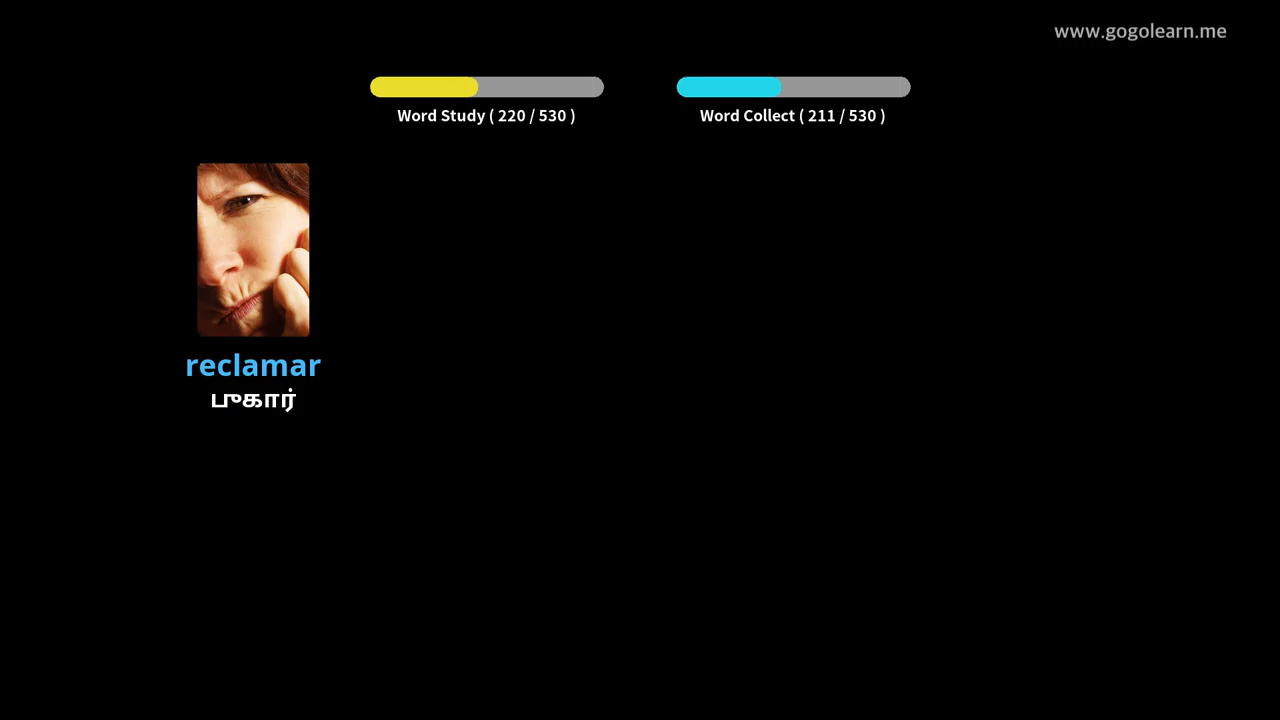 www.gogolearn.me
Word Study ( 220 / 530 )
Word Collect ( 211 / 530 )
reclamar
புகார்